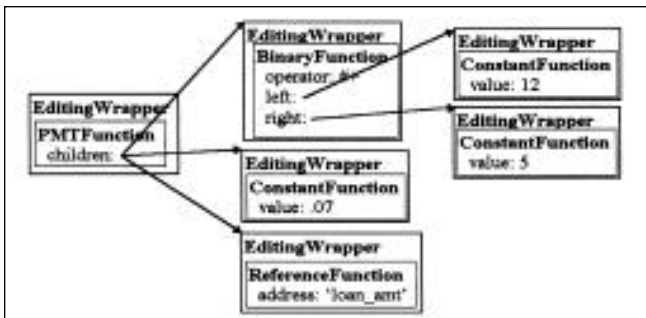 EditingWrapper
PMTFunction
children:
EditingWrapper
BinaryFunction
operator:
left:
right:
EditingWrapper
ConstantFunction
value: .07
EditingWrapper
ReferenceFunction
address: 'loan_amt'
EditingWrapper
ConstantFunction
value: 12
EditingWrapper
ConstantFunction
value: 5